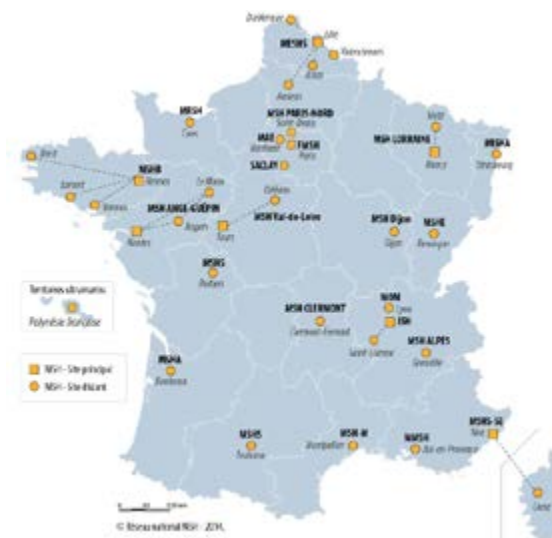 Dunkerque
Lille
MESHS
Valenciennes
Arras
Amiens
MRSH
Caen
MSH PARIS-NORD
Saint-Denis
MAE
Nanterre
FMSH
Paris
SACLAY
Metz
MSH LORRAINE
Nancy
MISHA
Strasbourg
Brest
MSHB
Rennes
Lorient
Vannes
Le Mans
Orléans
MSH ANGE-GUÉPIN
Angers
Nantes
Tours
MSH Val-de-Loire
MSH Dijon
Dijon
MSHE
Besançon
MSHS
Poitiers
Territoires ultramarins
Polynésie française
MSH CLERMONT
Clermont-Ferrand
MOM
Lyon
ISH
Saint-Etienne
MSH ALPES
Grenoble
MSH - Site principal
MSH - Site distant
MSHA
Bordeaux
MSHS
Toulouse
MSH-M
Montpellier
MMSH
Aix-en-Provence
MSHS-SE
Nice
© Réseau national MSH - 2014.